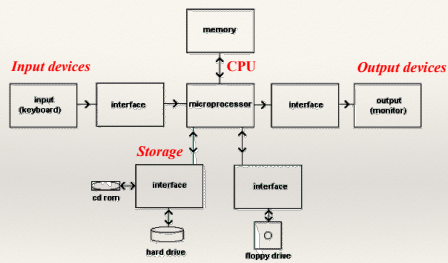 memory
CPU
Input devices
Output devices
input
(keyboard)
interface
microprocessor
interface
output
(monitor)
Storage
interface
interface
cd rom
hard drive
floppy drive